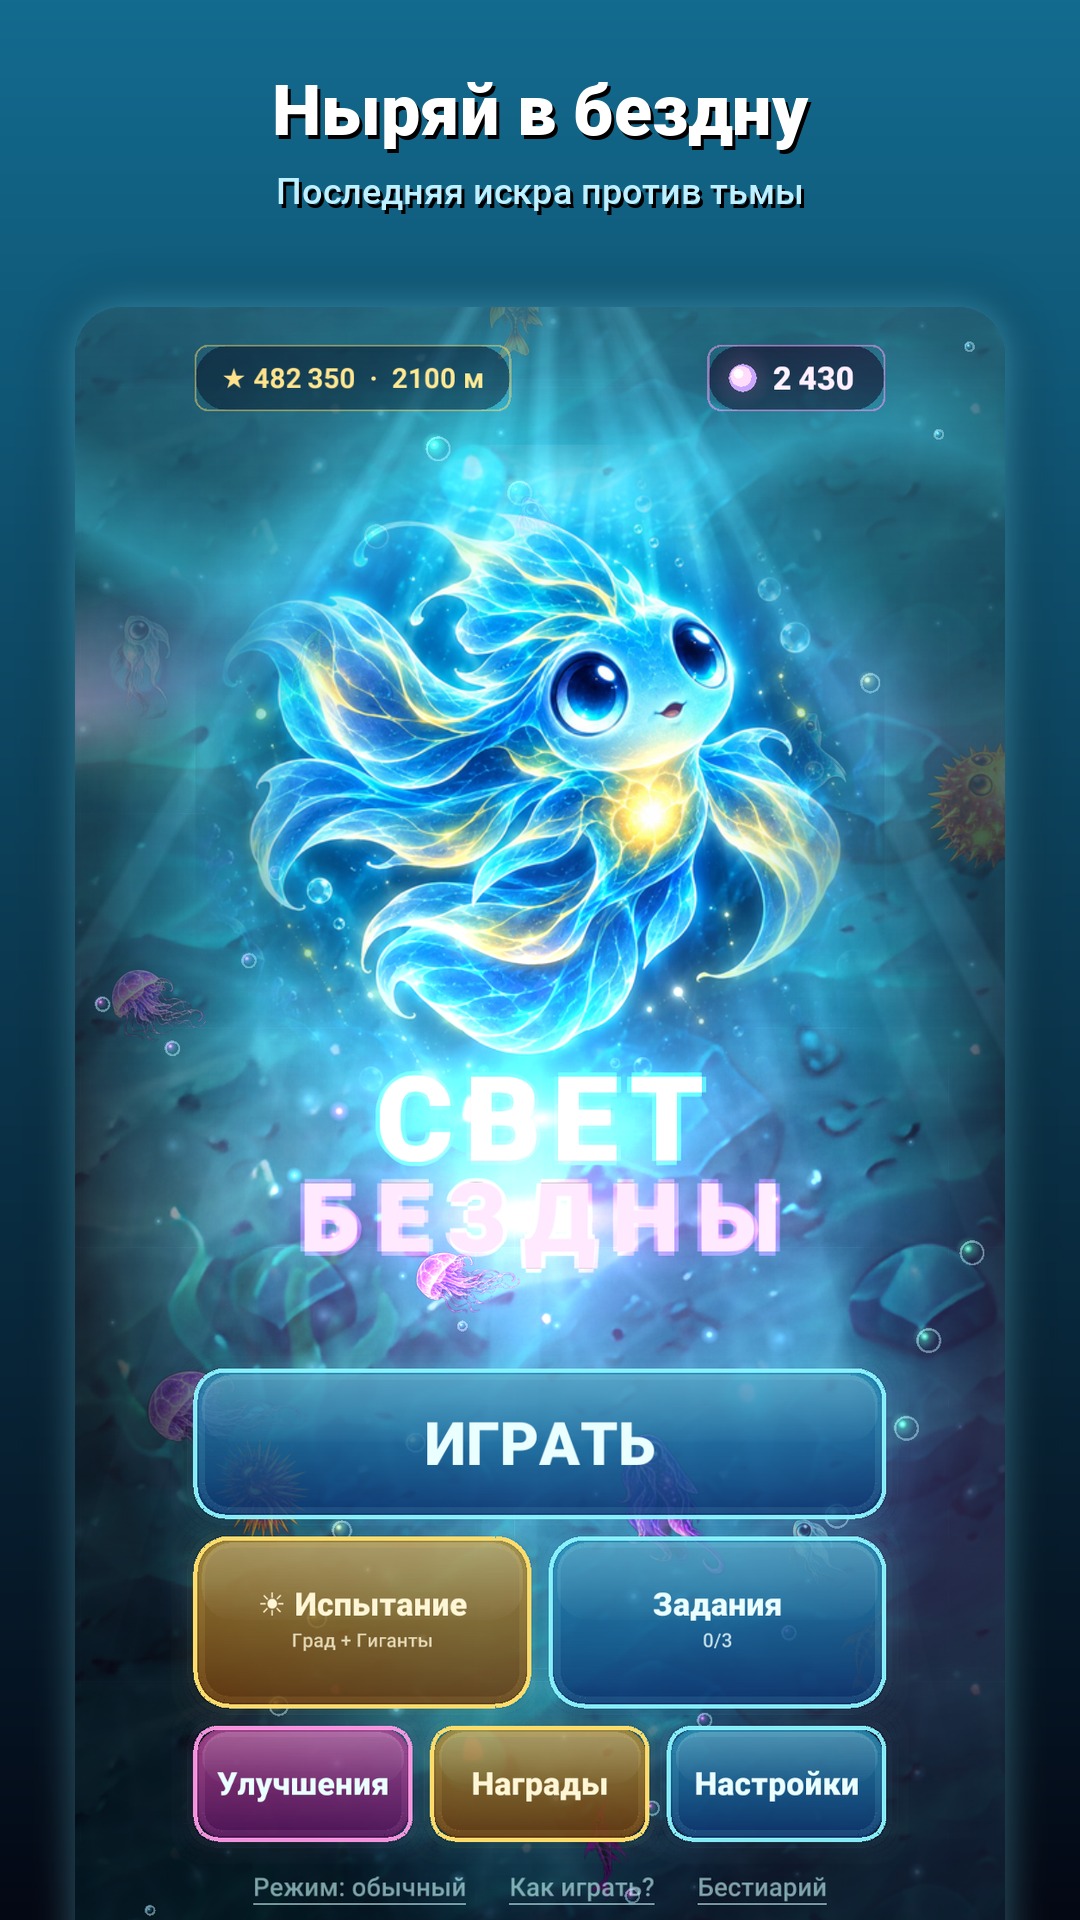 Ныряй в бездну
Последняя искра против тьмы
★ 482 350 · 2100 м
2 430
СВЕТ
БЕЗДНЫ
ИГРАТЬ
☀ Испытание
Град + Гиганты
Задания
0/3
Улучшения
Награды
Настройки
Режим: обычный
Как играть?
Бестиарий